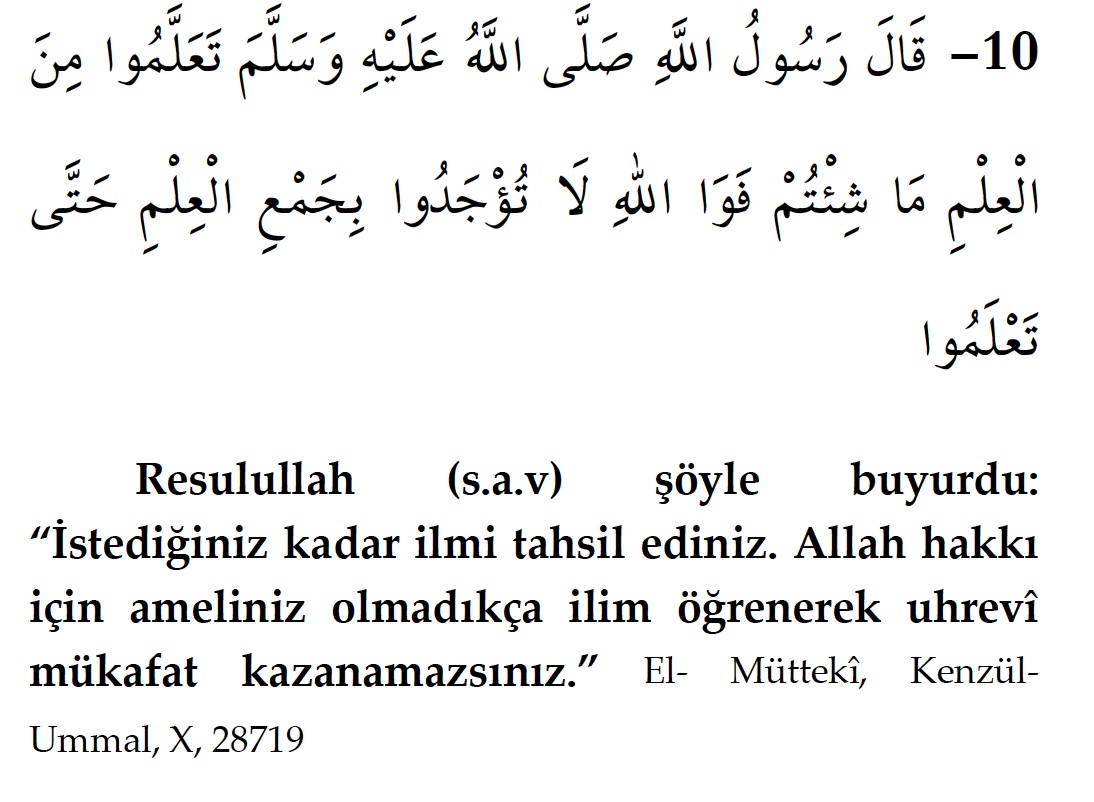 10- قَالَ رَسُولُ اللَّهِ صَلَّى اللَّهُ عَلَيْهِ وَسَلَّمَ تَعَلَّمُوا مِنَ
الْعِلْمِ مَا شِئْتُمْ فَوَا اللهِ لَا تُؤْجَدُوا بِجَمْعِ الْعِلْمِ حَتَّى
تَعْلَمُوا
Resulullah (s.a.v) şöyle buyurdu:
“İstediğiniz kadar ilmi tahsil ediniz. Allah hakkı
için ameliniz olmadıkça ilim öğrenerek uhrevî
mükafat kazanamazsınız.” El- Müttekî, Kenzül-
Ummal, X, 28719